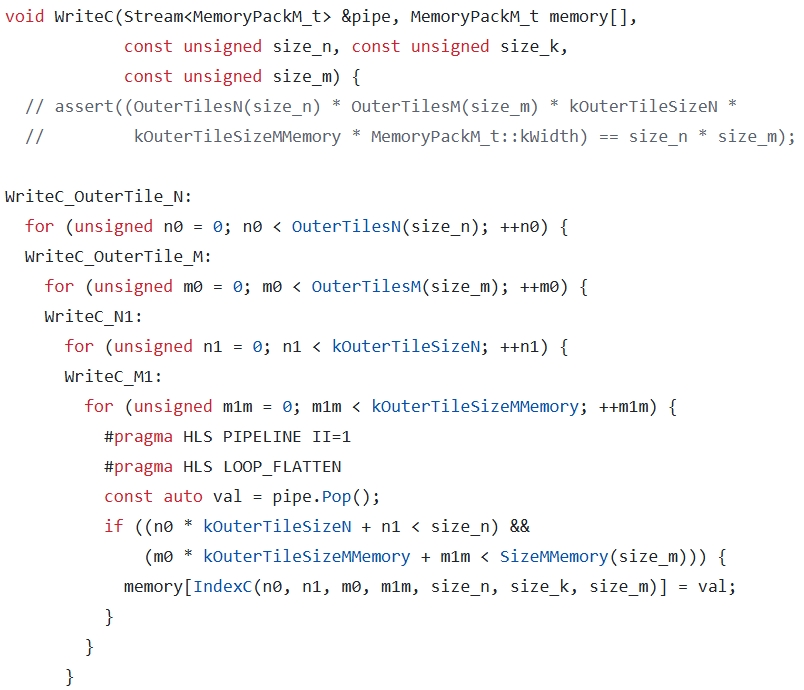 void WriteC(Stream<MemoryPackM_t> &pipe, MemoryPackM_t memory[],
            const unsigned size_n, const unsigned size_k,
            const unsigned size_m) {
  // assert((OuterTilesN(size_n) * OuterTilesM(size_m) * kOuterTileSizeN *
  //         kOuterTileSizeMMemory * MemoryPackM_t::kWidth) == size_n * size_m);

WriteC_OuterTile_N:
  for (unsigned n0 = 0; n0 < OuterTilesN(size_n); ++n0) {
  WriteC_OuterTile_M:
    for (unsigned m0 = 0; m0 < OuterTilesM(size_m); ++m0) {
    WriteC_N1:
      for (unsigned n1 = 0; n1 < kOuterTileSizeN; ++n1) {
      WriteC_M1:
        for (unsigned m1m = 0; m1m < kOuterTileSizeMMemory; ++m1m) {
          #pragma HLS PIPELINE II=1
          #pragma HLS LOOP_FLATTEN
          const auto val = pipe.Pop();
          if ((n0 * kOuterTileSizeN + n1 < size_n) &&
              (m0 * kOuterTileSizeMMemory + m1m < SizeMMemory(size_m))) {
            memory[IndexC(n0, n1, m0, m1m, size_n, size_k, size_m)] = val;
          }
        }
      }